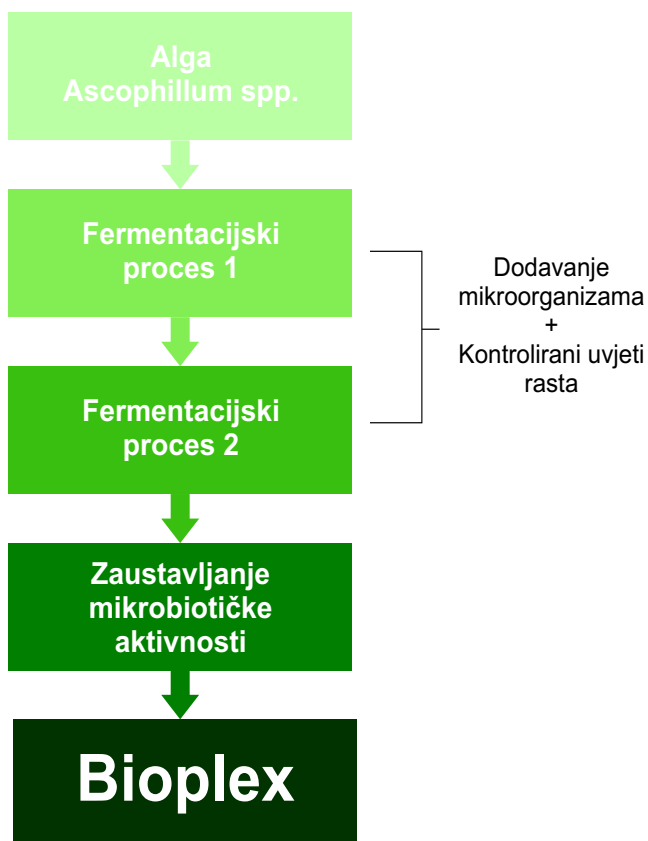 Alga
Ascophillum spp.
Fermentacijski
proces 1
Dodavanje
mikroorganizama
+
Kontrolirani uvjeti
rasta
Fermentacijski
proces 2
Zaustavljanje
mikrobiotičke
aktivnosti
Bioplex